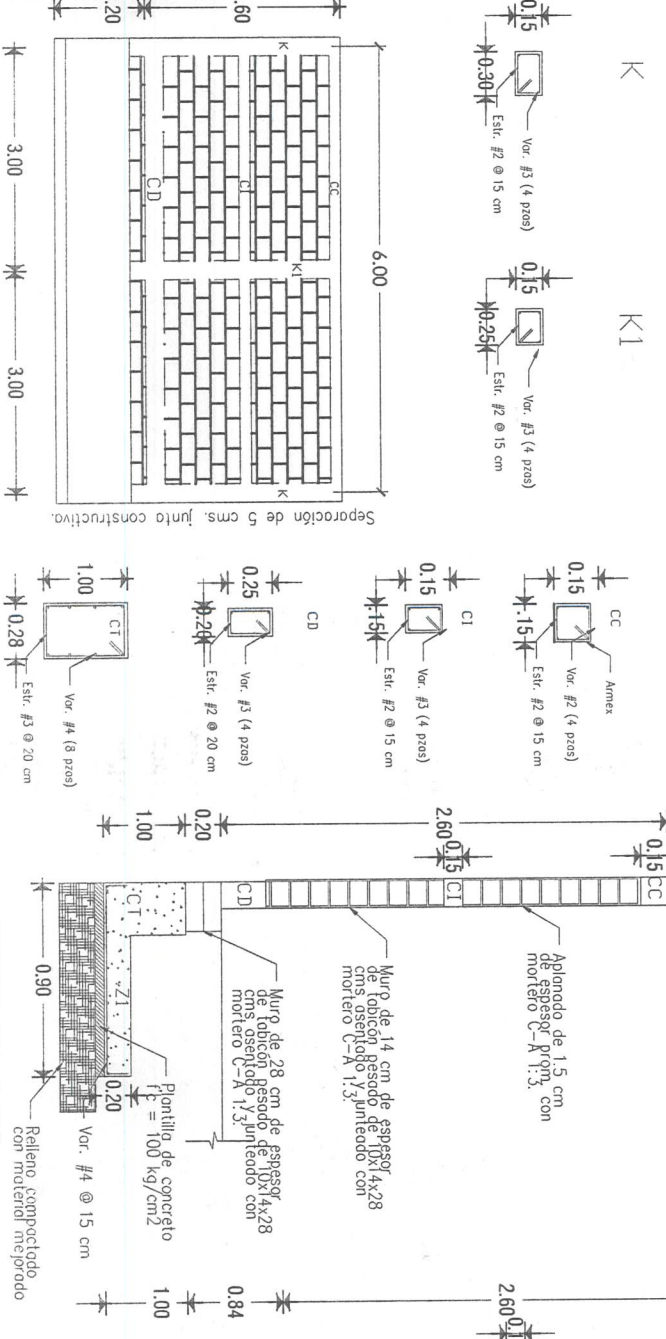 K
0.15
0.30
Var. #3 (4 pzas)
Estr. #2 @ 15 cm
K1
0.15
0.25
Var. #3 (4 pzas)
Estr. #2 @ 15 cm
.20
.60
6.00
K
K1
K
CC
CI
CD
3.00
3.00
Separación de 5 cms. junta constructiva.
CC
0.15
.15
Armex
Var. #2 (4 pzas)
Estr. #2 @ 15 cm
CI
0.15
.15
Var. #3 (4 pzas)
Estr. #2 @ 15 cm
CD
0.25
0.20
Var. #3 (4 pzas)
Estr. #2 @ 20 cm
CT
1.00
0.28
Var. #4 (8 pzas)
Estr. #3 @ 20 cm
0.15
CC
2.60
0.15
CI
CD
0.20
1.00
CT
Z1
0.90
0.20
Aplanado de 1.5 cm
de espesor prom, con
mortero C-A 1:3.
Muro de 14 cm de espesor
de tabicón pesado de 10x14x28
cms asentado y junteado con
mortero C-A 1:3.
Muro de 28 cm de espesor
de tabicón pesado de 10x14x28
cms asentado y junteado con
mortero C-A 1:3.
Plantilla de concreto
f'c = 100 kg/cm2
Var. #4 @ 15 cm
Relleno compactado
con material mejorado
2.60
0.84
1.00